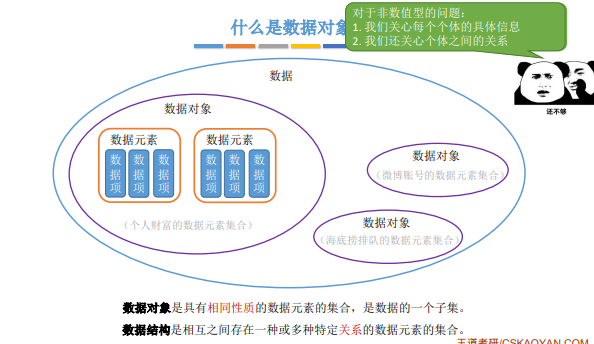 什么是数据对象
对于非数值型的问题：
1. 我们关心每个个体的具体信息
2. 我们还关心个体之间的关系
还不够
数据
数据对象
数据元素
数据项
数据项
数据项
数据元素
数据项
数据项
数据项
（个人财富的数据元素集合）
数据对象
（微博账号的数据元素集合）
数据对象
（海底捞排队的数据元素集合）
数据对象是具有相同性质的数据元素的集合，是数据的一个子集。
数据结构是相互之间存在一种或多种特定关系的数据元素的集合。
王道考研/CSKAOYAN.COM